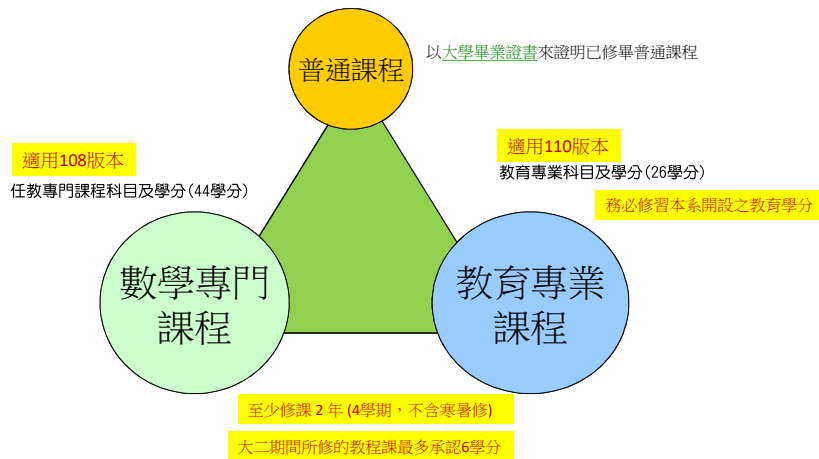 普通課程
以大學畢業證書來證明已修畢普通課程
適用108版本
任教專門課程科目及學分(44學分)
適用110版本
教育專業科目及學分(26學分)
務必修習本系開設之教育學分
數學專門
課程
教育專業
課程
至少修課 2 年 (4學期，不含寒暑修)
大二期間所修的教程課最多承認6學分